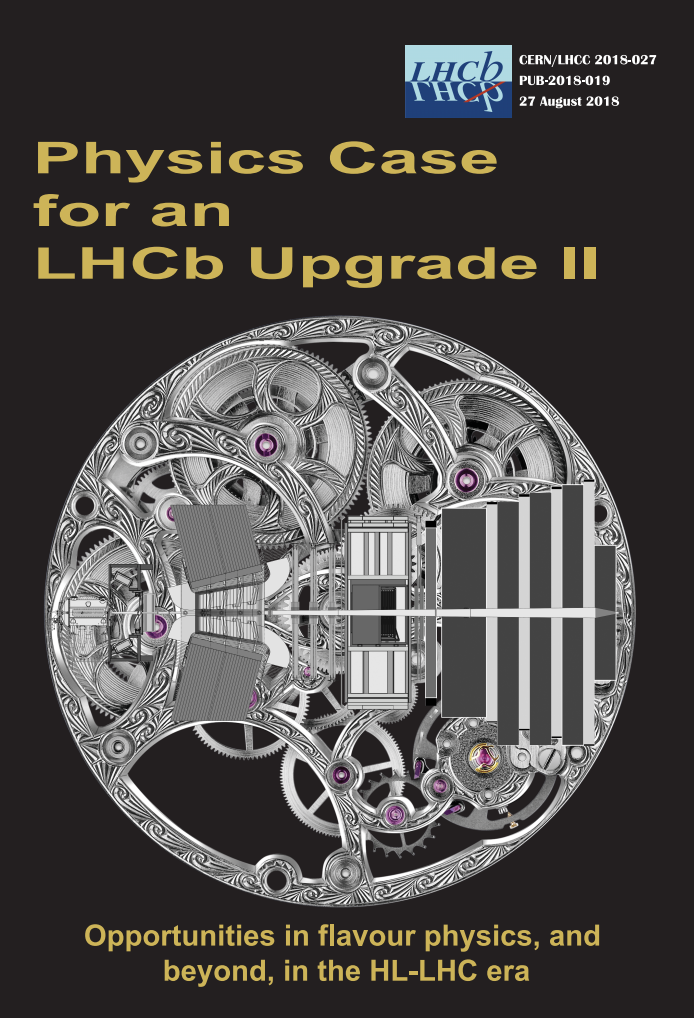 LHCb
CERN/LHCC 2018-027
PUB-2018-019
27 August 2018
Physics Case
for an
LHCb Upgrade II
Opportunities in flavour physics, and
beyond, in the HL-LHC era